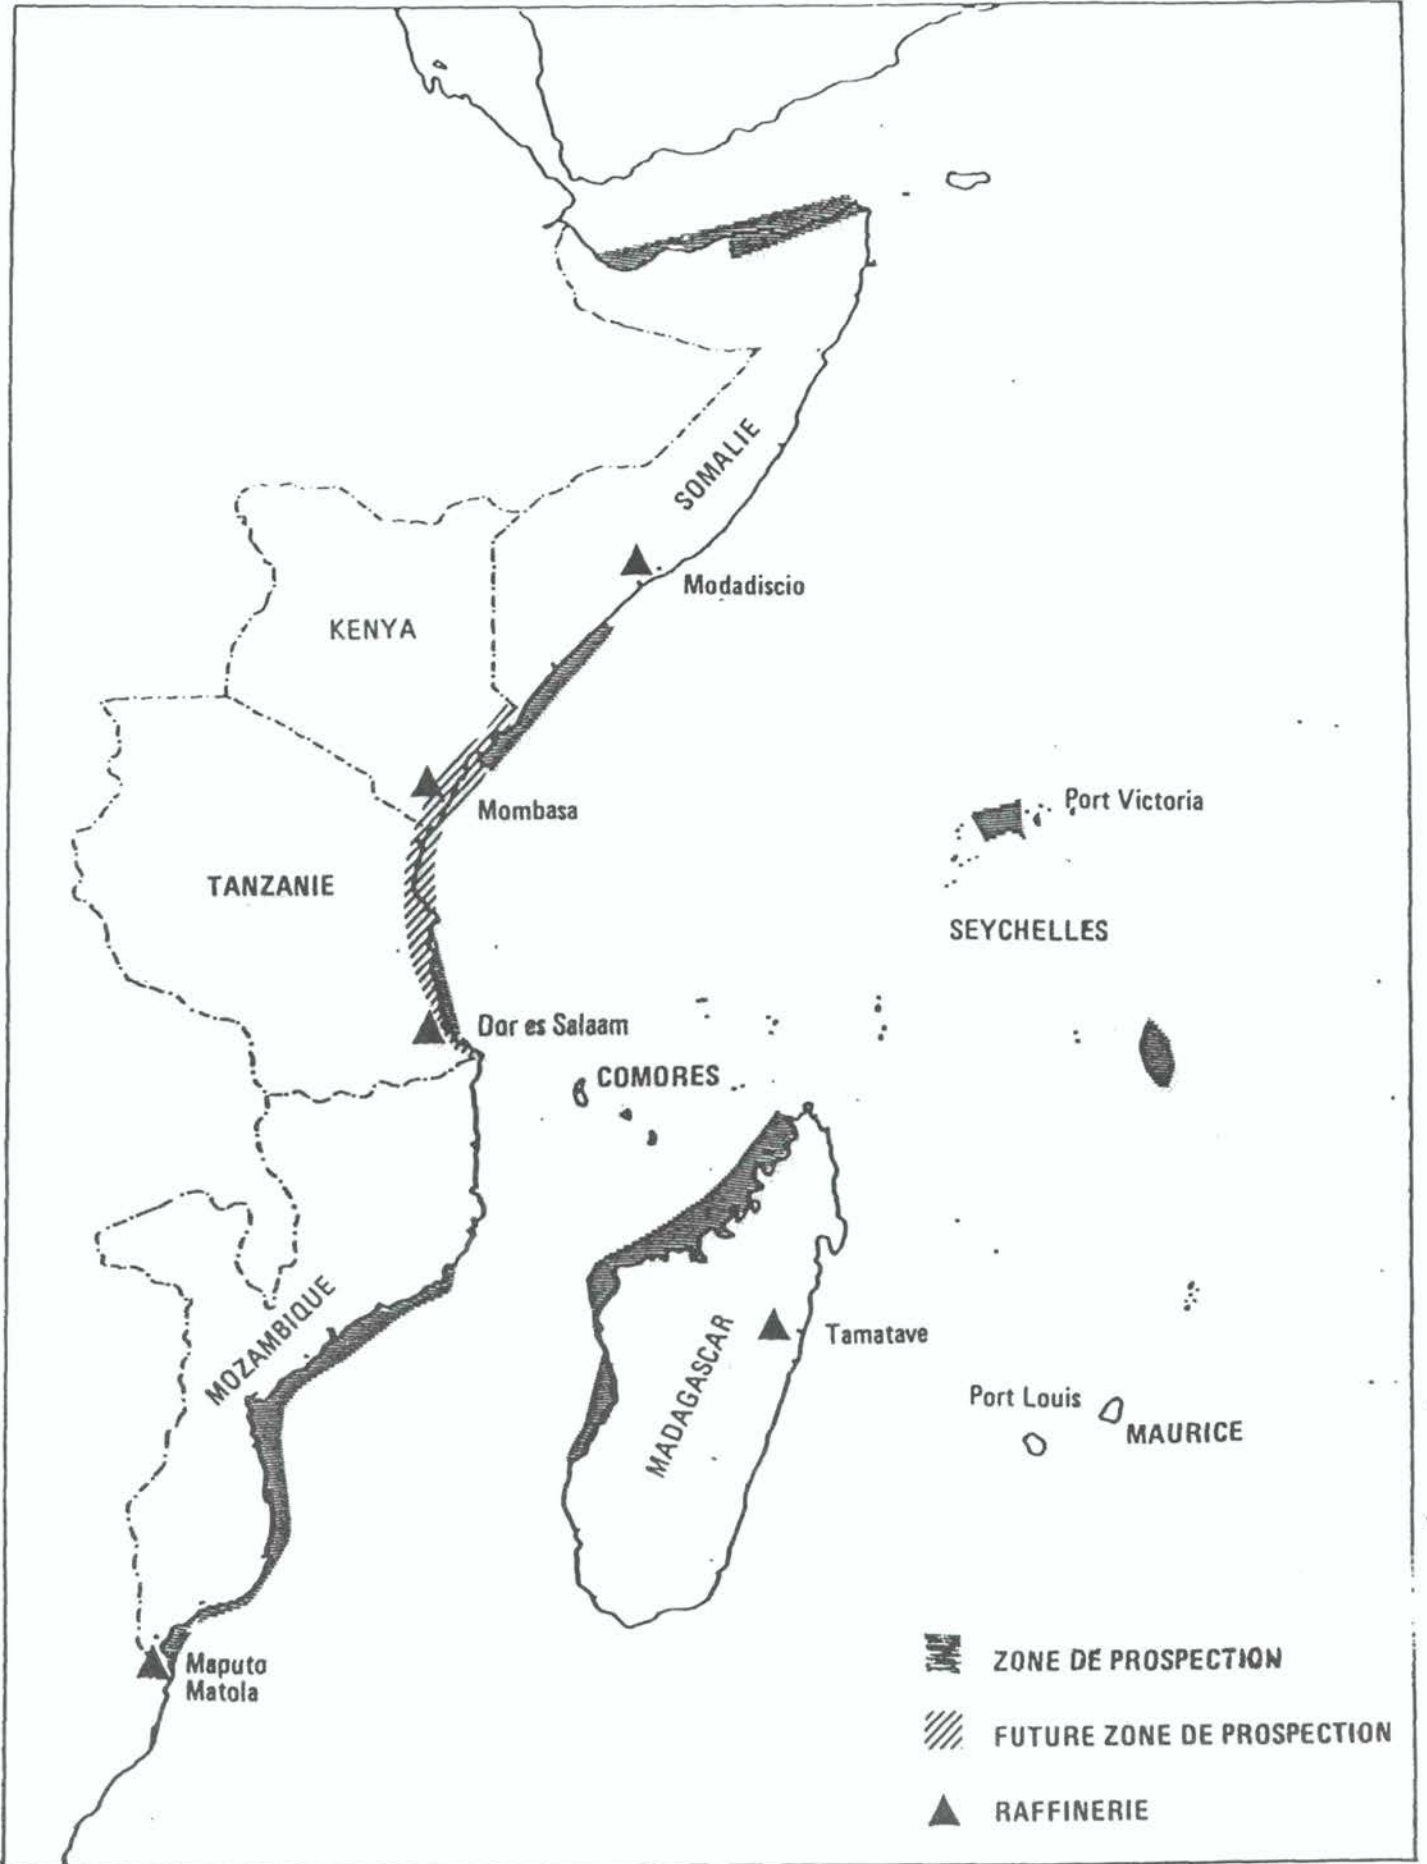 SOMALIE
Modadiscio
KENYA
Mombasa
Port Victoria
TANZANIE
SEYCHELLES
Dor es Salaam
COMORES
MOZAMBIQUE
MADAGASCAR
Tamatave
Port Louis
MAURICE
Maputo
Matola
ZONE DE PROSPECTION
FUTURE ZONE DE PROSPECTION
RAFFINERIE